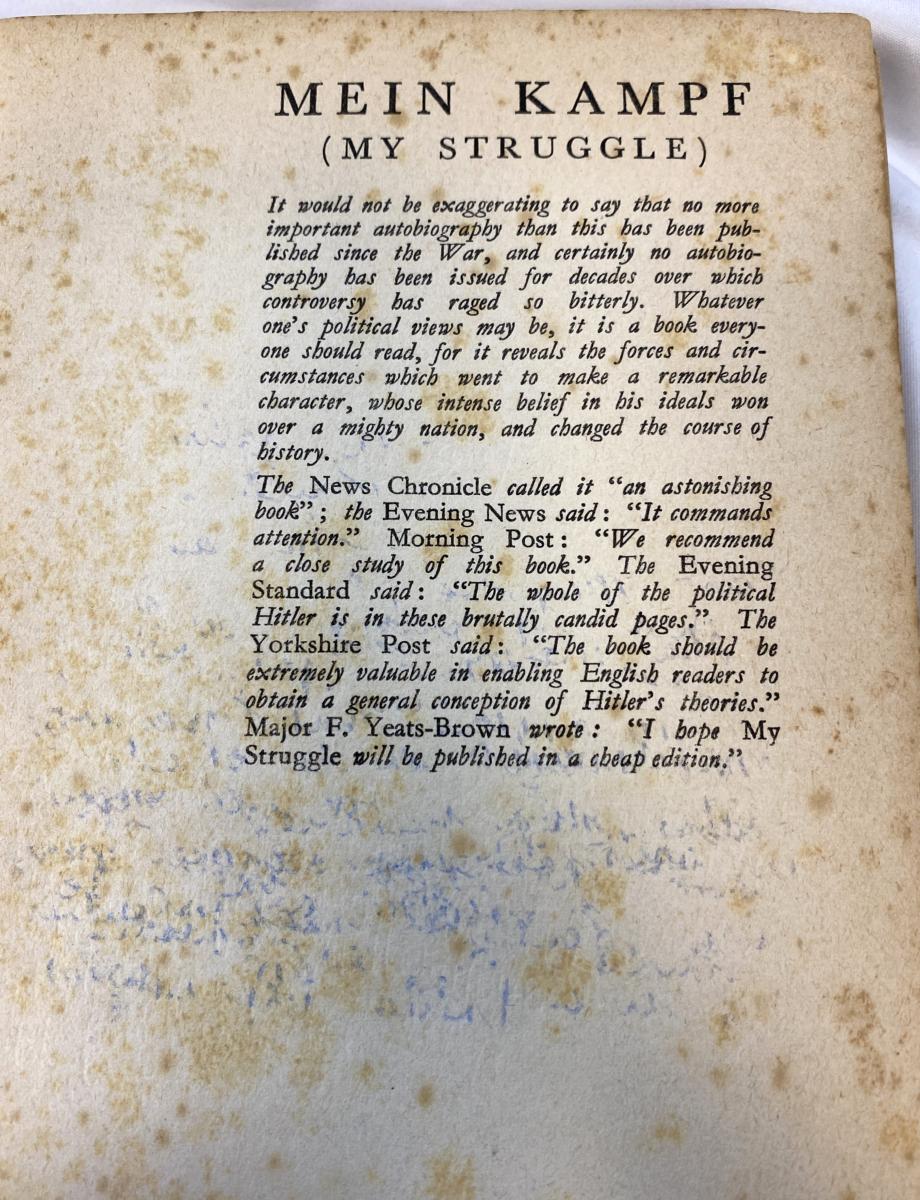 MEIN KAMPF
(MY STRUGGLE)
It would not be exaggerating to say that no more
important autobiography than this has been pub-
lished since the War, and certainly no autobio-
graphy has been issued for decades over which
controversy has raged so bitterly. Whatever
one's political views may be, it is a book every-
one should read, for it reveals the forces and cir-
cumstances which went to make a remarkable
character, whose intense belief in his ideals won
over a mighty nation, and changed the course of
history.
The News Chronicle called it "an astonishing
book"; the Evening News said: "It commands
attention." Morning Post: "We recommend
a close study of this book." The Evening
Standard said: "The whole of the political
Hitler is in these brutally candid pages." The
Yorkshire Post said: "The book should be
extremely valuable in enabling English readers to
obtain a general conception of Hitler's theories."
Major F. Yeats-Brown wrote: "I hope My
Struggle will be published in a cheap edition."